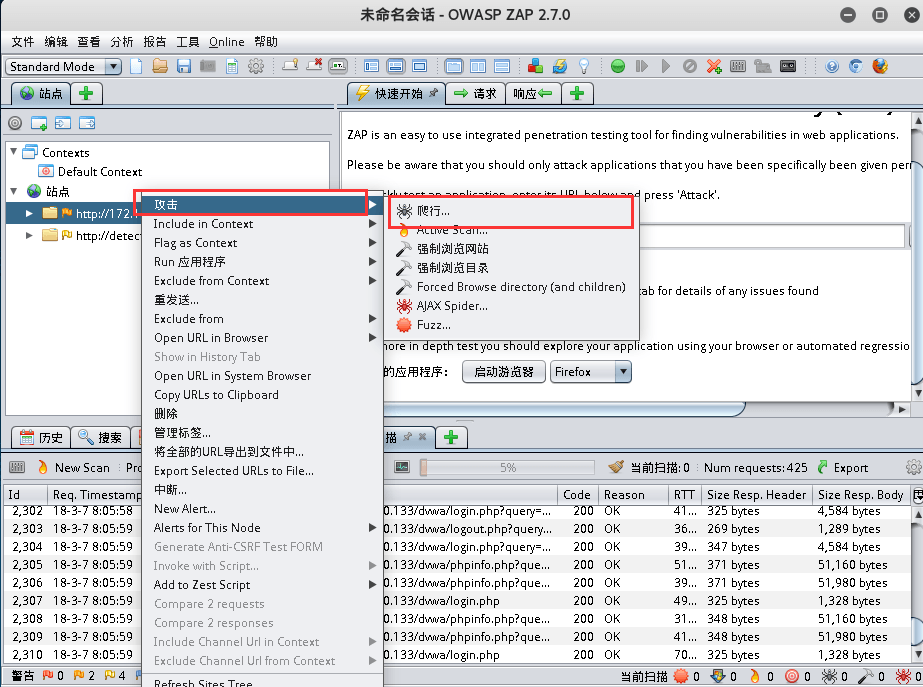 未命名会话 - OWASP ZAP 2.7.0
文件 编辑 查看 分析 报告 工具 Online 帮助
Standard Mode
站点
快速开始 请求 响应
Contexts
Default Context
站点
http://172.
http://detec
ZAP is an easy to use integrated penetration testing tool for finding vulnerabilities in web applications.
Please be aware that you should only attack applications that you have been specifically been given perm
kly test an application, enter its URL below and press 'Attack'.
tab for details of any issues found
more in depth test you should explore your application using your browser or automated regressio
的应用程序: 启动游览器 Firefox
攻击
Include in Context
Flag as Context
Run 应用程序
Exclude from Context
重发送...
Exclude from
Open URL in Browser
Show in History Tab
Open URL in System Browser
Copy URLs to Clipboard
删除
管理标签...
将全部的URL导出到文件中...
Export Selected URLs to File...
中断...
New Alert...
Alerts for This Node
Generate Anti-CSRF Test FORM
Invoke with Script...
Add to Zest Script
Compare 2 requests
Compare 2 responses
Include Channel Url in Context
Exclude Channel Url from Context
Refresh Sites Tree
爬行...
Active Scan...
强制浏览网站
强制浏览目录
Forced Browse directory (and children)
AJAX Spider...
Fuzz...
历史 搜索 描
New Scan Pro 5% 当前扫描: 0 Num requests: 425 Export
Id Req. Timestamp Code Reason RTT Size Resp. Header Size Resp. Body
2,302 18-3-7 8:05:58 0.133/dvwa/login.php?query=... 200 OK 41... 325 bytes 4,584 bytes
2,303 18-3-7 8:05:59 0.133/dvwa/logout.php?query... 200 OK 36... 269 bytes 1,289 bytes
2,304 18-3-7 8:05:59 0.133/dvwa/login.php?query=... 200 OK 39... 347 bytes 4,584 bytes
2,305 18-3-7 8:05:59 0.133/dvwa/phpinfo.php?que... 200 OK 51... 371 bytes 51,160 bytes
2,306 18-3-7 8:05:59 0.133/dvwa/phpinfo.php?que... 200 OK 39... 348 bytes 51,980 bytes
2,307 18-3-7 8:05:59 0.133/dvwa/login.php 200 OK 49... 325 bytes 1,328 bytes
2,308 18-3-7 8:05:59 0.133/dvwa/phpinfo.php?que... 200 OK 31... 348 bytes 51,160 bytes
2,309 18-3-7 8:05:59 0.133/dvwa/phpinfo.php?que... 200 OK 41... 348 bytes 51,980 bytes
2,310 18-3-7 8:05:59 0.133/dvwa/login.php 200 OK 70... 325 bytes 1,328 bytes
警告 0 2 4 当前扫描 0 0 0 0 0 0 0